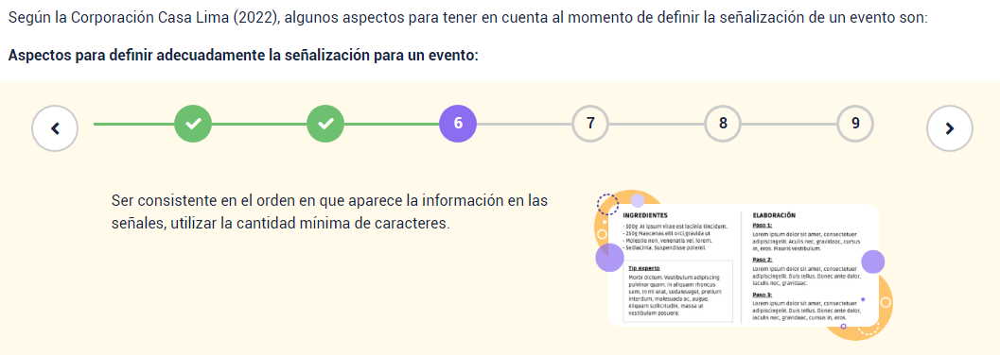 Según la Corporación Casa Lima (2022), algunos aspectos para tener en cuenta al momento de definir la señalización de un evento son:
Aspectos para definir adecuadamente la señalización para un evento:
6
7
8
9
Ser consistente en el orden en que aparece la información en las
señales, utilizar la cantidad mínima de caracteres.
INGREDIENTES
- 500g At ipsum vitae est lacinia tincidunt.
- 250g Maecenas elit orci,gravida ut
- Molestie non, venenatis vel, lorem.
- Sedlacinia. Suspendisse potenti.
Tip experto
Morbi dictum. Vestibulum adipiscing
pulvinar quam. In aliquam rhoncus
sem. In mi erat, sodaleseget, pretium
interdum, malesuada ac, augue.
Aliquam sollicitudin, massa ut
vestibulum posuere.
ELABORACIÓN
Paso 1:
Lorem ipsum dolor sit amet, consectetuer
adipiscingelit. Aculis nec, gravidaac, cursus
in, eros. Mauris vestibulum.
Paso 2:
Lorem ipsum dolor sit amet, consectetuer
adipiscingelit. Duis tellus. Donec ante dolor,
iaculis nec, gravidaac.
Paso 3:
Lorem ipsum dolor sit amet, consectetuer
adipiscingelit. Duis tellus. Donec ante dolor,
iaculis nec, gravidaac, cursus in, eros.